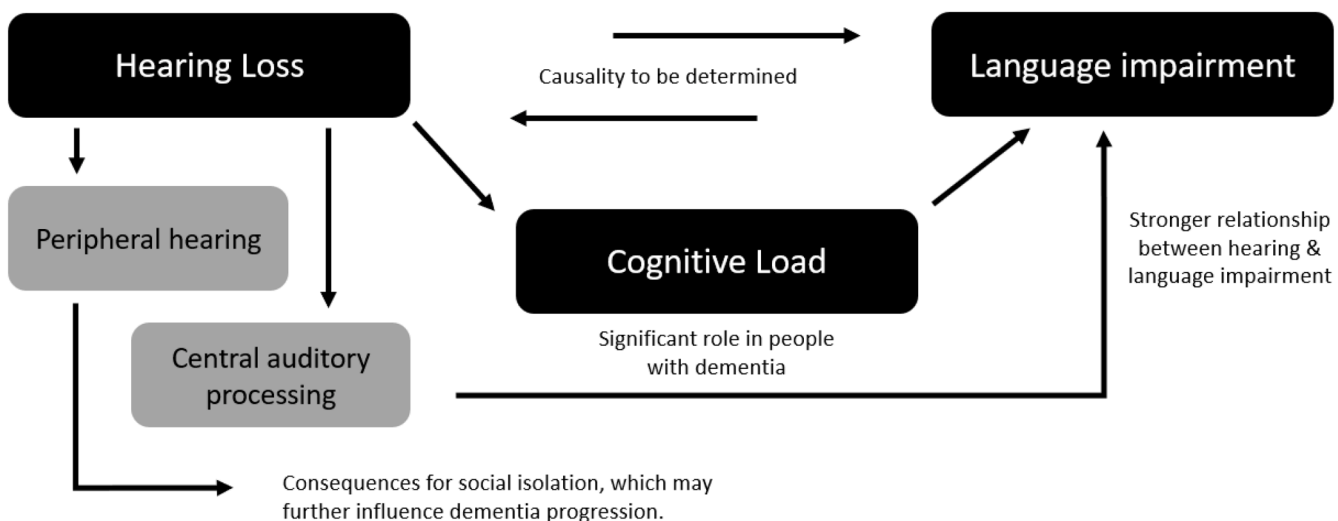 Hearing Loss
Causality to be determined
Language impairment
Peripheral hearing
Central auditory
processing
Cognitive Load
Significant role in people
with dementia
Stronger relationship
between hearing &
language impairment
Consequences for social isolation, which may
further influence dementia progression.